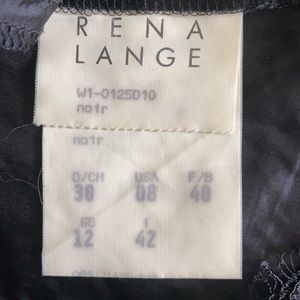 RENA
LANGE
W1-0125D10
noir
noir
D/CH USA F/B
38 08 40
GB I
12 42